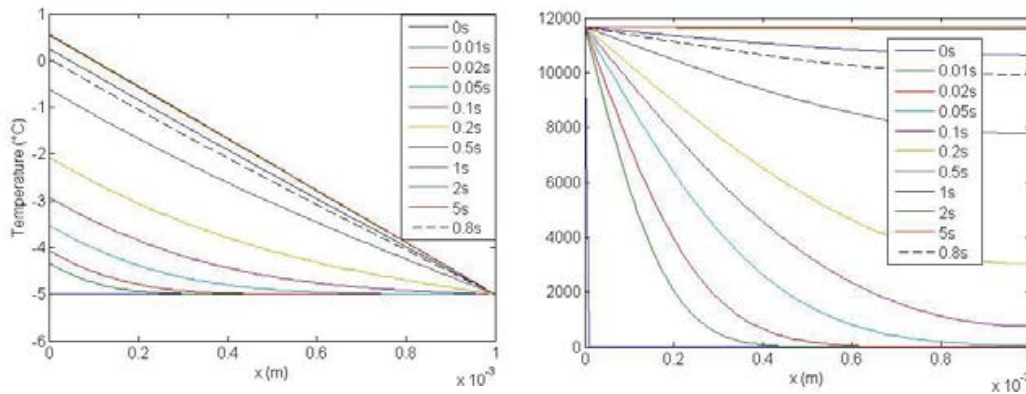 1
0
-1
-2
-3
-4
-5
-6
Temperature (°C)
0 0.2 0.4 0.6 0.8 1
x (m)
x 10⁻³
0s
0.01s
0.02s
0.05s
0.1s
0.2s
0.5s
1s
2s
5s
0.8s
12000
10000
8000
6000
4000
2000
0
0 0.2 0.4 0.6 0.8
x (m)
x 10⁻
0s
0.01s
0.02s
0.05s
0.1s
0.2s
0.5s
1s
2s
5s
0.8s